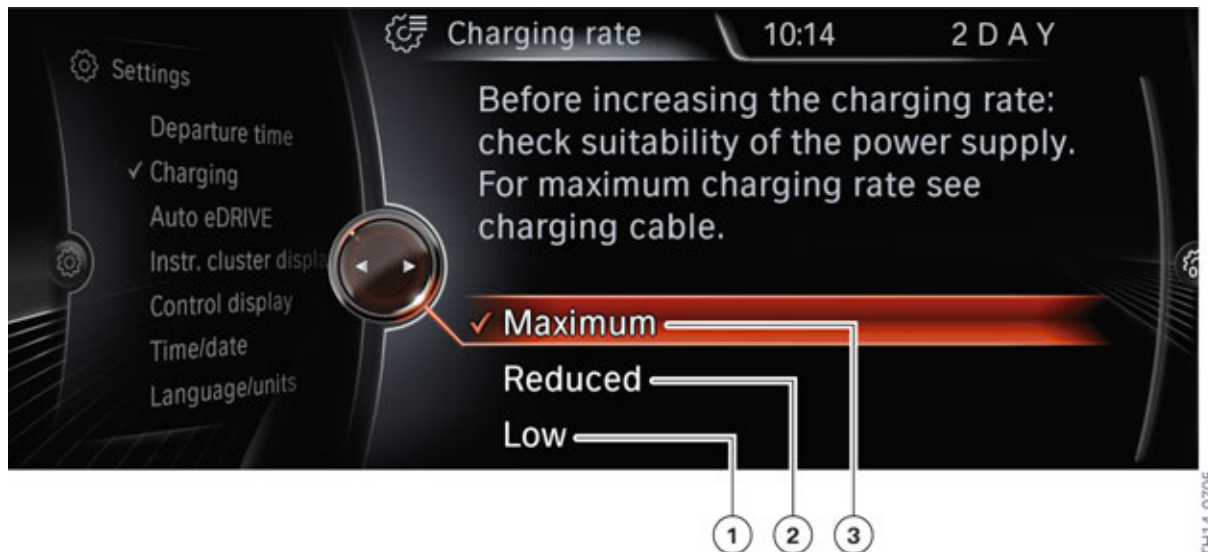 Charging rate
10:14
2 D A Y
Settings
Departure time
✓ Charging
Auto eDRIVE
Instr. cluster displa
Control display
Time/date
Language/units
Before increasing the charging rate:
check suitability of the power supply.
For maximum charging rate see
charging cable.
✓ Maximum
Reduced
Low
1
2
3